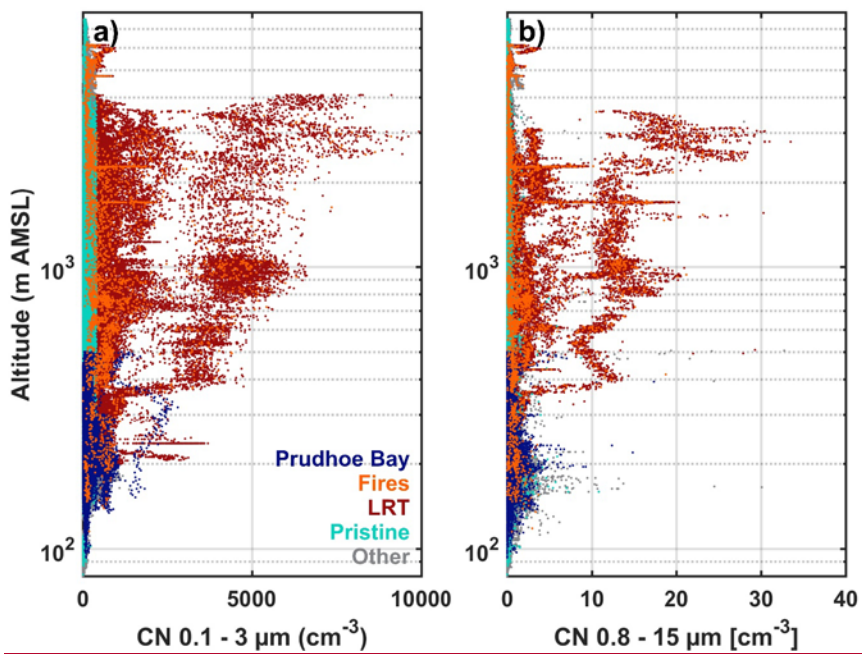 a)
b)
Altitude (m AMSL)
10³
10²
10³
10²
Prudhoe Bay
Fires
LRT
Pristine
Other
0
5000
10000
0
10
20
30
40
CN 0.1 - 3 µm (cm⁻³)
CN 0.8 - 15 µm [cm⁻³]